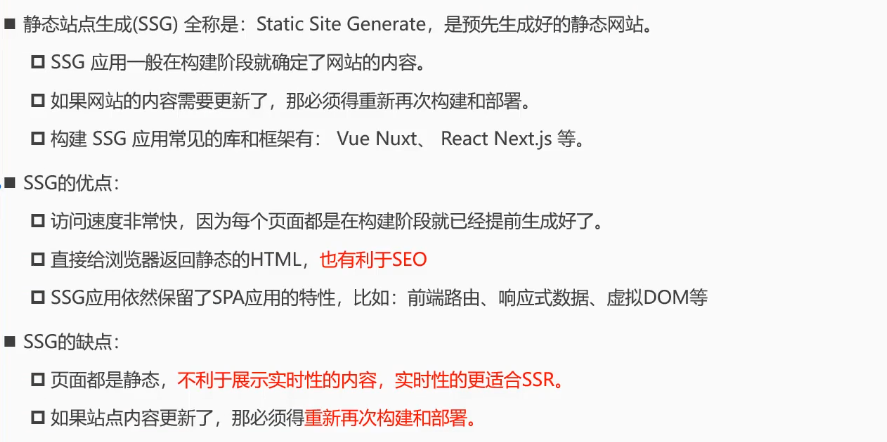 静态站点生成(SSG) 全称是：Static Site Generate，是预先生成好的静态网站。
SSG 应用一般在构建阶段就确定了网站的内容。
如果网站的内容需要更新了，那必须得重新再次构建和部署。
构建 SSG 应用常见的库和框架有： Vue Nuxt、 React Next.js 等。
SSG的优点：
访问速度非常快，因为每个页面都是在构建阶段就已经提前生成好了。
直接给浏览器返回静态的HTML，也有利于SEO
SSG应用依然保留了SPA应用的特性，比如：前端路由、响应式数据、虚拟DOM等
SSG的缺点：
页面都是静态，不利于展示实时性的内容，实时性的更适合SSR。
如果站点内容更新了，那必须得重新再次构建和部署。